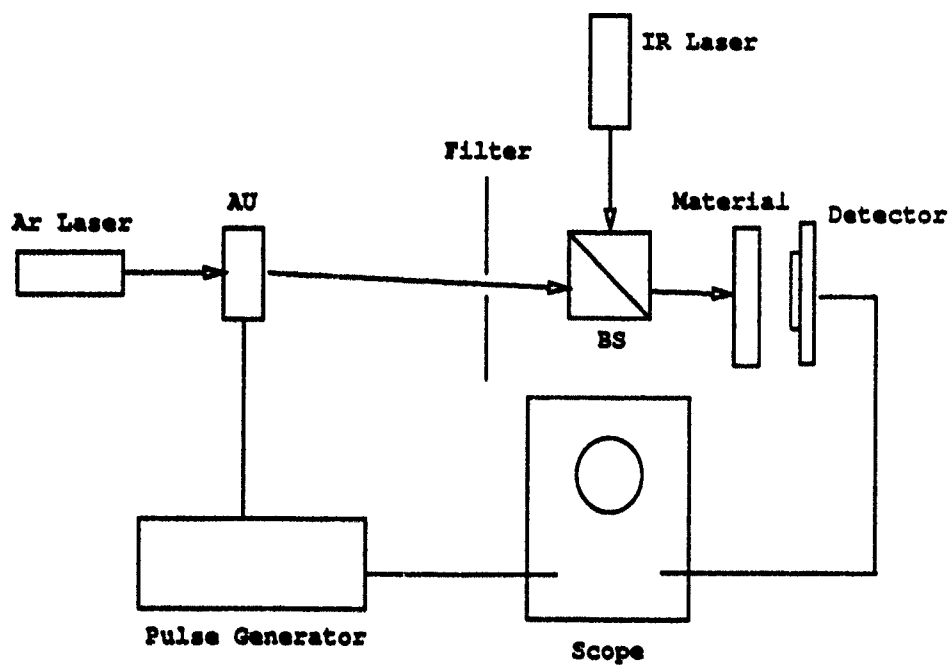 IR Laser
Filter
AU
Material
Detector
Ar Laser
BS
Pulse Generator
Scope